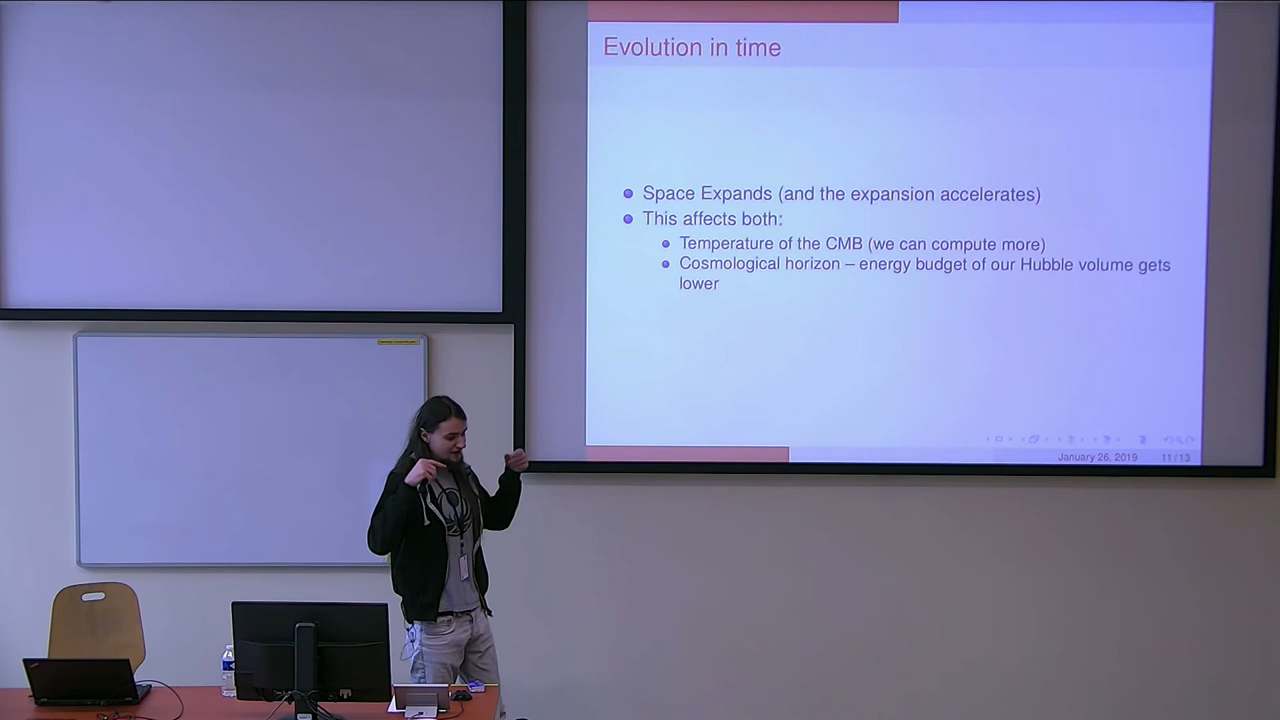 Evolution in time
Space Expands (and the expansion accelerates)
This affects both:
Temperature of the CMB (we can compute more)
Cosmological horizon – energy budget of our Hubble volume gets
lower
January 26, 2019 11 / 13